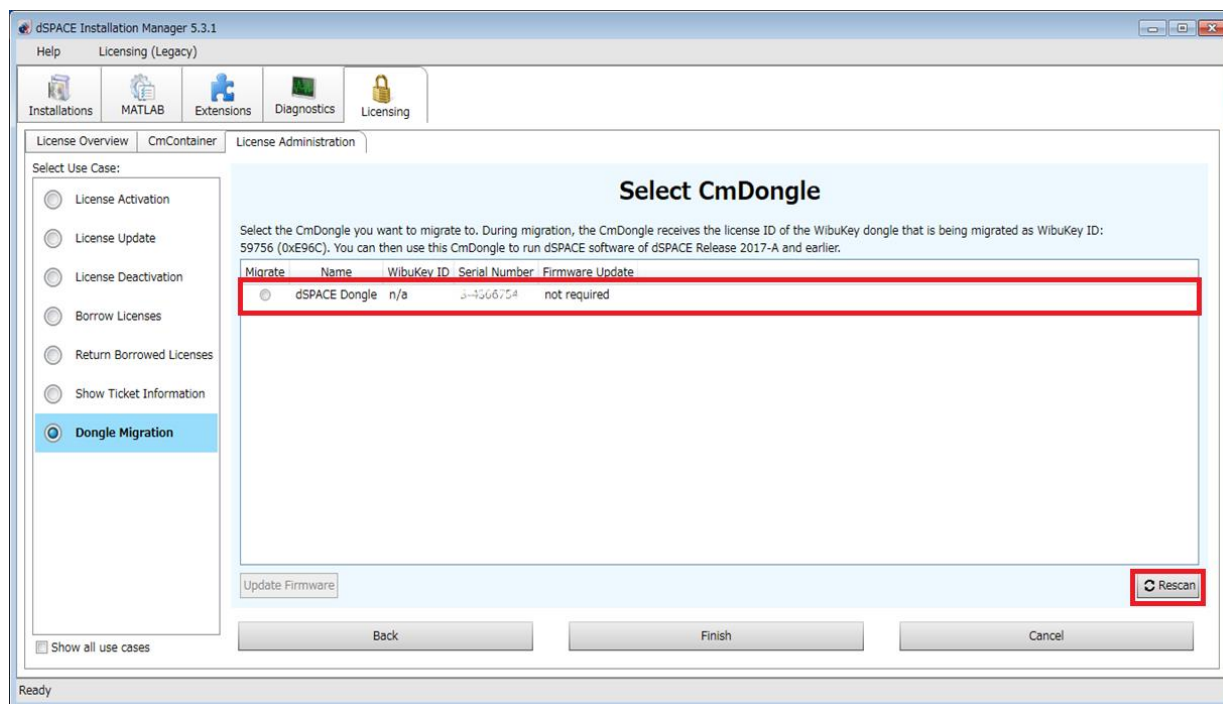 dSPACE Installation Manager 5.3.1
Help Licensing (Legacy)
Installations MATLAB Extensions Diagnostics Licensing
License Overview CmContainer License Administration
Select Use Case:
License Activation
License Update
License Deactivation
Borrow Licenses
Return Borrowed Licenses
Show Ticket Information
Dongle Migration
Show all use cases
Select CmDongle
Select the CmDongle you want to migrate to. During migration, the CmDongle receives the license ID of the WibuKey dongle that is being migrated as WibuKey ID:
59756 (0xE96C). You can then use this CmDongle to run dSPACE software of dSPACE Release 2017-A and earlier.
Migrate Name WibuKey ID Serial Number Firmware Update
dSPACE Dongle n/a not required
Update Firmware Rescan
Back Finish Cancel
Ready